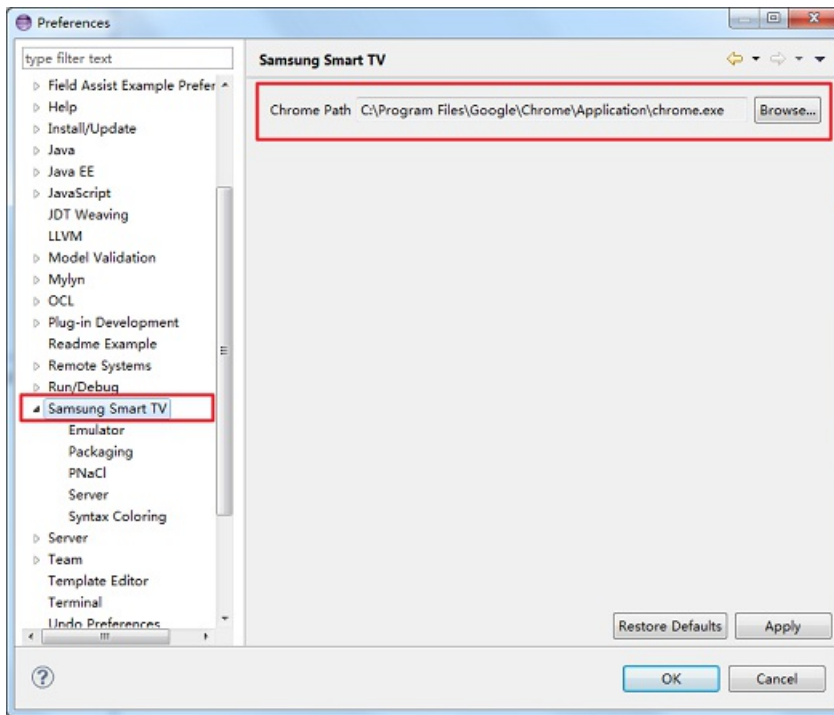 Preferences
type filter text
Field Assist Example Prefer
Help
Install/Update
Java
Java EE
JavaScript
JDT Weaving
LLVM
Model Validation
Mylyn
OCL
Plug-in Development
Readme Example
Remote Systems
Run/Debug
Samsung Smart TV
Emulator
Packaging
PNaCl
Server
Syntax Coloring
Server
Team
Template Editor
Terminal
Undo Preferences
Samsung Smart TV
Chrome Path C:\Program Files\Google\Chrome\Application\chrome.exe Browse...
Restore Defaults Apply
OK Cancel